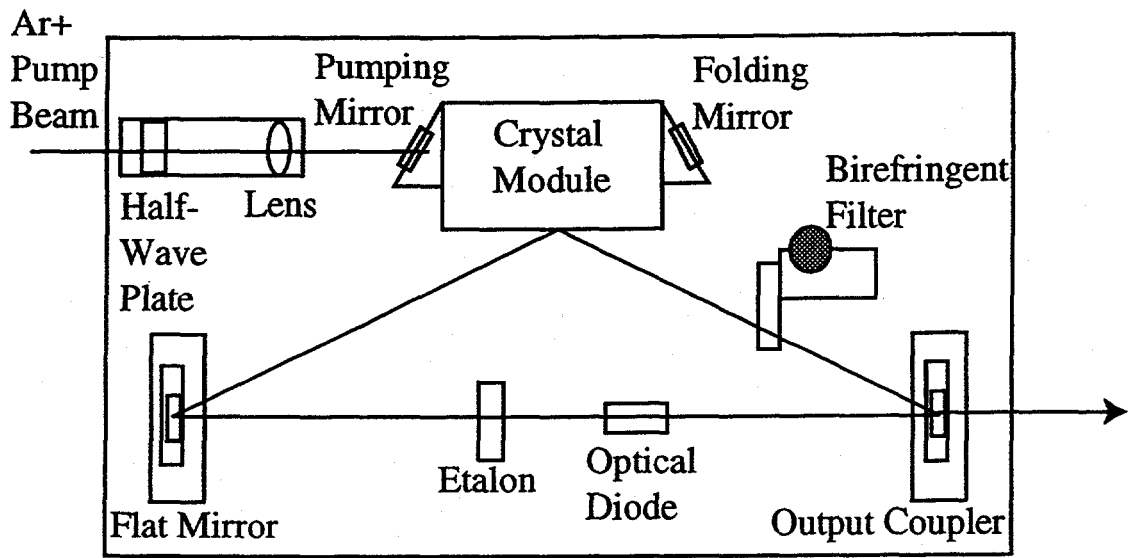 Ar+
Pump
Beam
Pumping
Mirror
Folding
Mirror
Crystal
Module
Birefringent
Filter
Half-
Wave
Plate
Lens
Etalon
Optical
Diode
Flat Mirror
Output Coupler